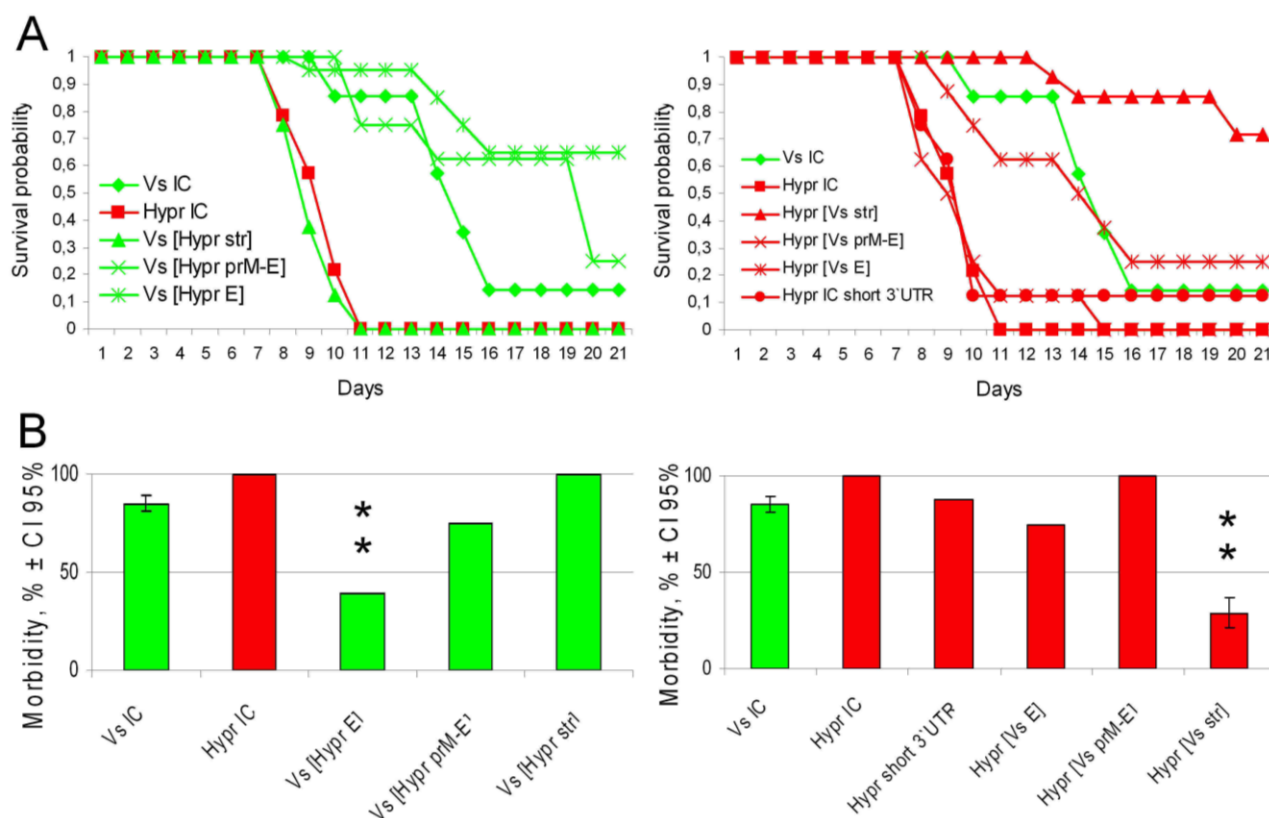 A
Survival probability
1
0,9
0,8
0,7
0,6
0,5
0,4
0,3
0,2
0,1
0
Vs IC
Hypr IC
Vs [Hypr str]
Vs [Hypr prM-E]
Vs [Hypr E]
1 2 3 4 5 6 7 8 9 10 11 12 13 14 15 16 17 18 19 20 21
Days
Survival probability
1
0,9
0,8
0,7
0,6
0,5
0,4
0,3
0,2
0,1
0
Vs IC
Hypr IC
Hypr [Vs str]
Hypr [Vs prM-E]
Hypr [Vs E]
Hypr IC short 3`UTR
1 2 3 4 5 6 7 8 9 10 11 12 13 14 15 16 17 18 19 20 21
Days
B
Morbidity, % ± CI 95%
100
50
0
*
*
Vs IC
Hypr IC
Vs [Hypr E]
Vs [Hypr prM-E]
Vs [Hypr str]
Morbidity, % ± CI 95%
100
50
0
*
*
Vs IC
Hypr IC
Hypr short 3`UTR
Hypr [Vs E]
Hypr [Vs prM-E]
Hypr [Vs str]